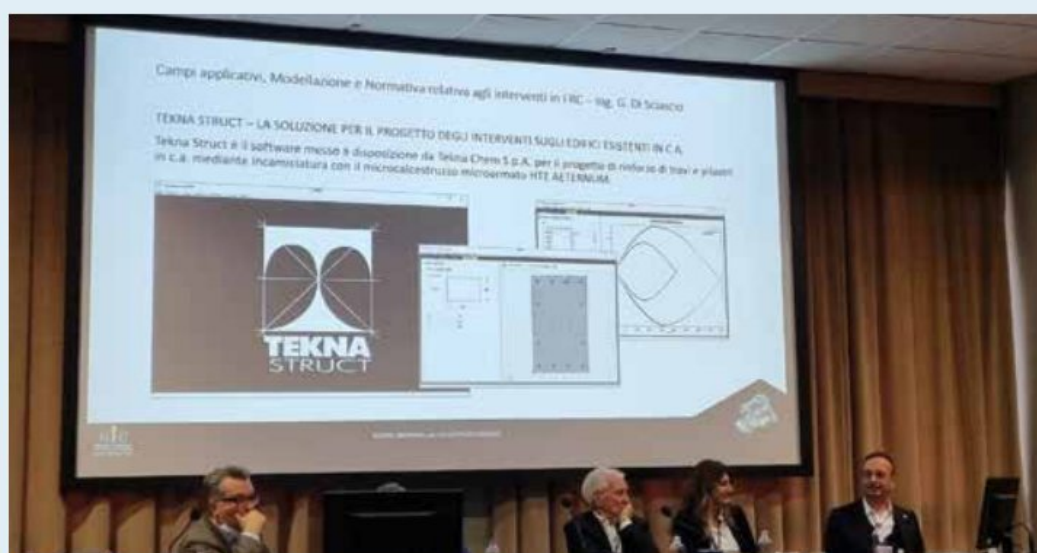 Campi applicativi, Modellazione e Normativa relativa agli interventi in FRC – Ing. G. Di Sciascio
TEKNA STRUCT – LA SOLUZIONE PER IL PROGETTO DEGLI INTERVENTI SUGLI EDIFICI ESISTENTI IN C.A.
Tekna Struct è il software messo a disposizione da Tekna Chem S.p.A. per il progetto di rinforzo di travi e pilastri
in c.a. mediante incamiciatura con il microcalcestruzzo microarmato HTE AETERNUM
TEKNA
STRUCT